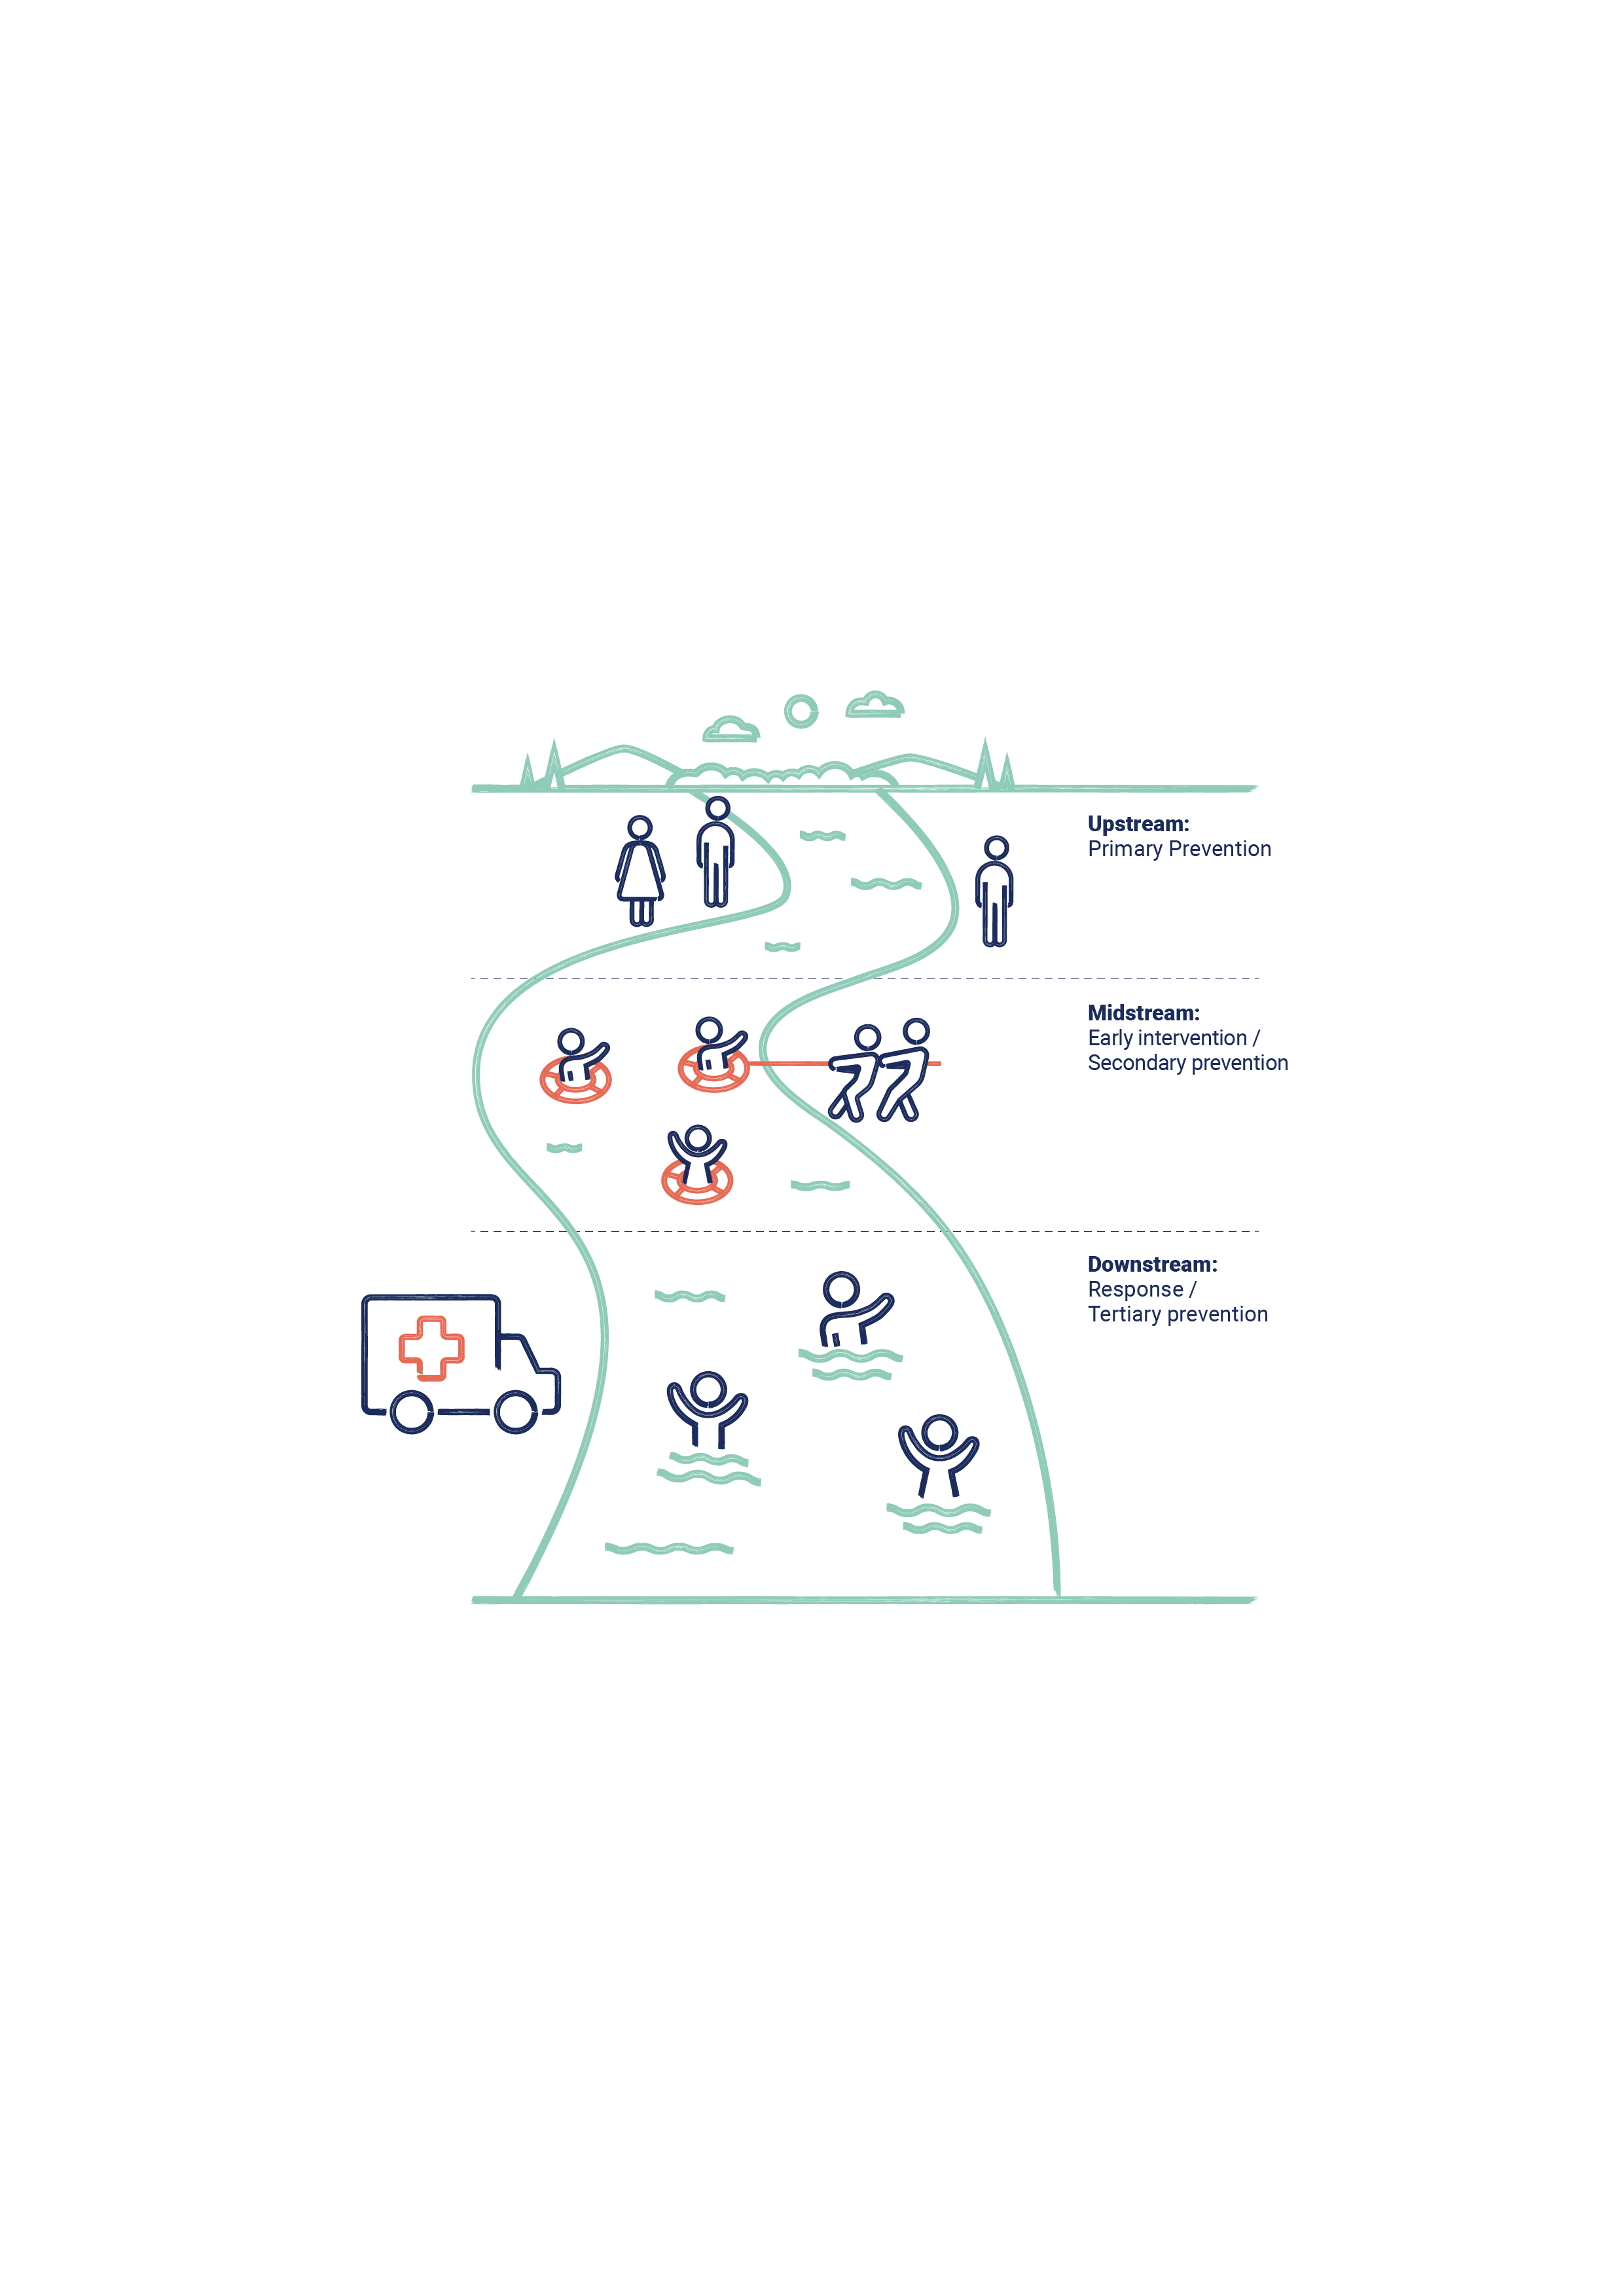 Upstream:
Primary Prevention
Midstream:
Early intervention /
Secondary prevention
Downstream:
Response /
Tertiary prevention